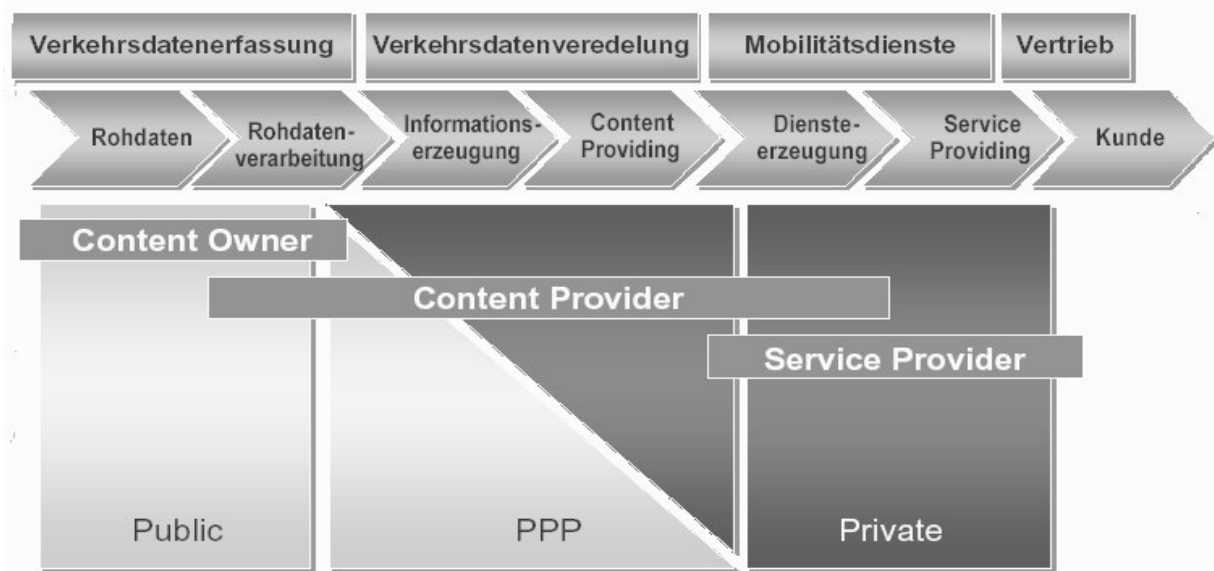 Verkehrsdatenerfassung
Verkehrsdatenveredelung
Mobilitätsdienste
Vertrieb
Rohdaten
Rohdaten-
verarbeitung
Informations-
erzeugung
Content
Providing
Dienste-
erzeugung
Service
Providing
Kunde
Content Owner
Content Provider
Service Provider
Public
PPP
Private